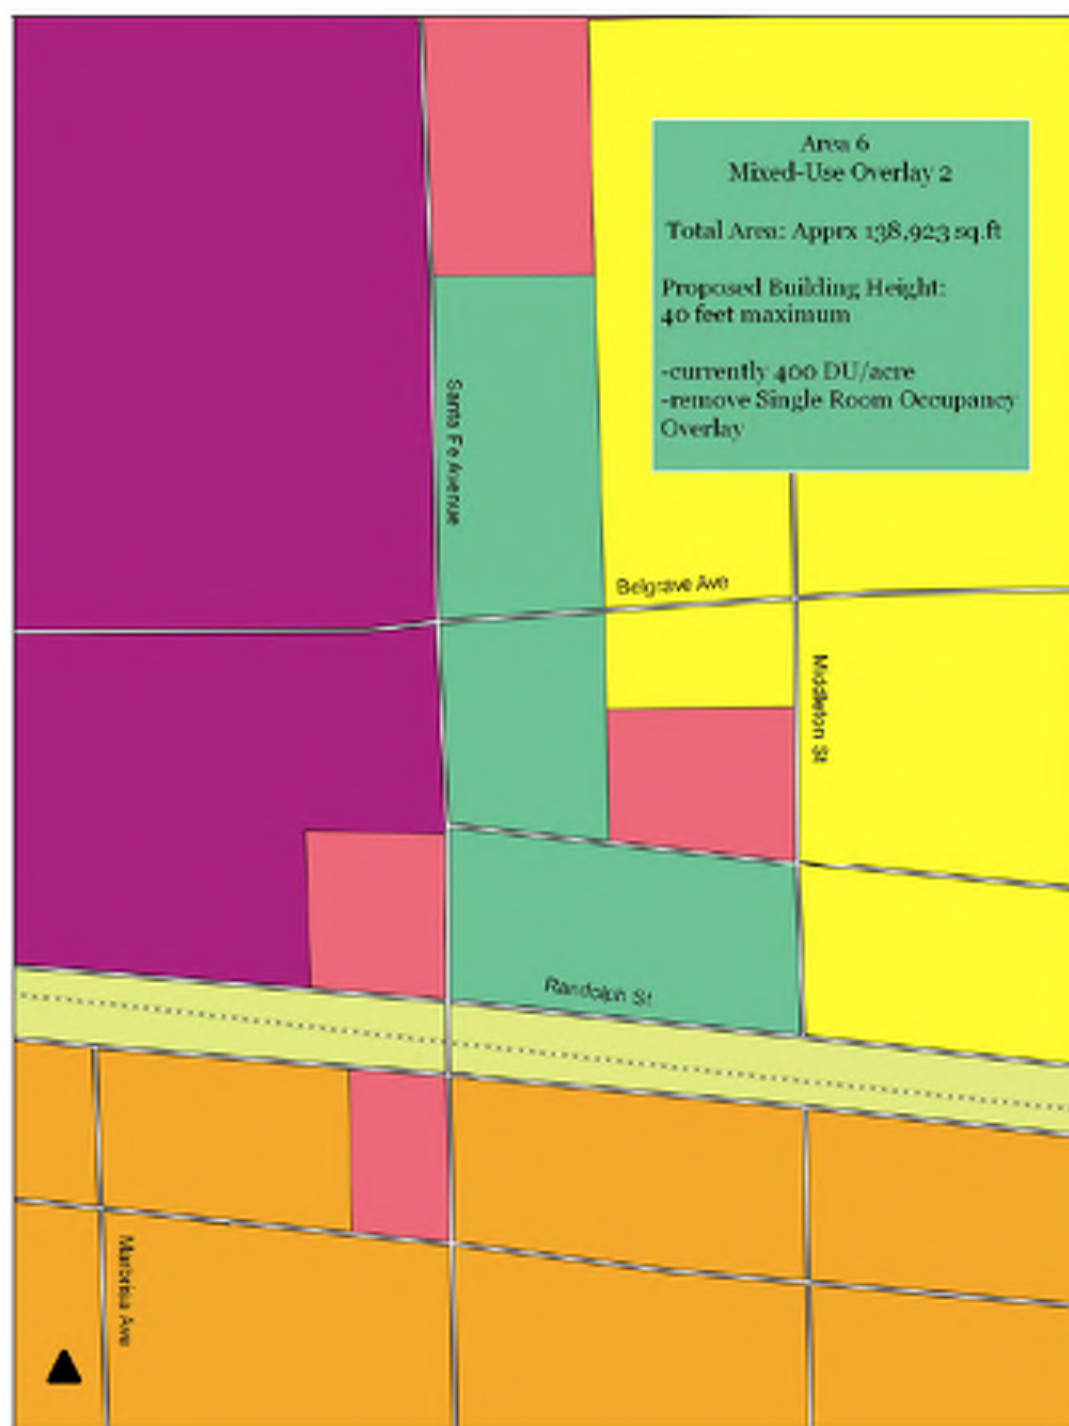 Area 6
Mixed-Use Overlay 2
Total Area: Apprx 138,923 sq.ft
Proposed Building Height:
40 feet maximum
-currently 400 DU/acre
-remove Single Room Occupancy
Overlay
Santa Fe Avenue
Belgrave Ave
Middleton St
Randolph St
Marbrisa Ave